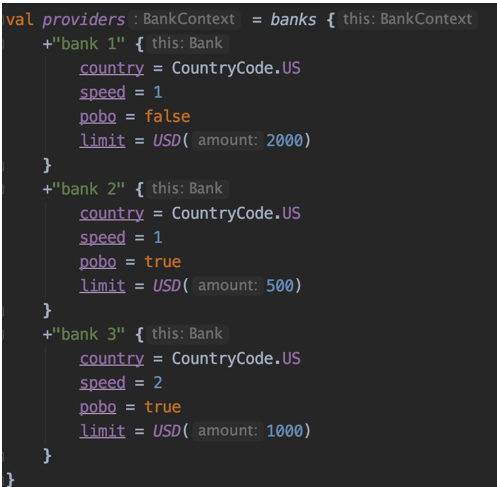 val providers : BankContext = banks { this: BankContext
    +"bank 1" { this: Bank
        country = CountryCode.US
        speed = 1
        pobo = false
        limit = USD( amount: 2000)
    }
    +"bank 2" { this: Bank
        country = CountryCode.US
        speed = 1
        pobo = true
        limit = USD( amount: 500)
    }
    +"bank 3" { this: Bank
        country = CountryCode.US
        speed = 2
        pobo = true
        limit = USD( amount: 1000)
    }
}